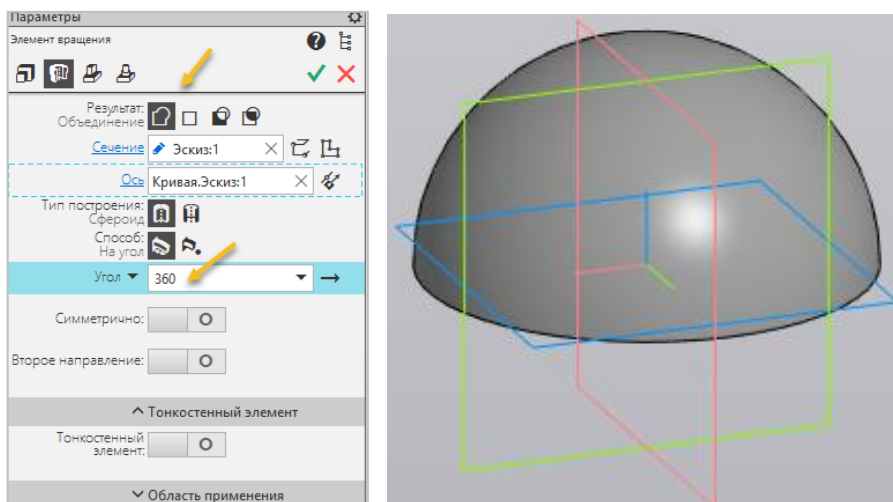 Параметры
Элемент вращения
Результат:
Объединение
Сечение Эскиз:1
Ось Кривая.Эскиз:1
Тип построения:
Сфероид
Способ:
На угол
Угол 360
Симметрично:
Второе направление:
Тонкостенный элемент
Тонкостенный
элемент:
Область применения